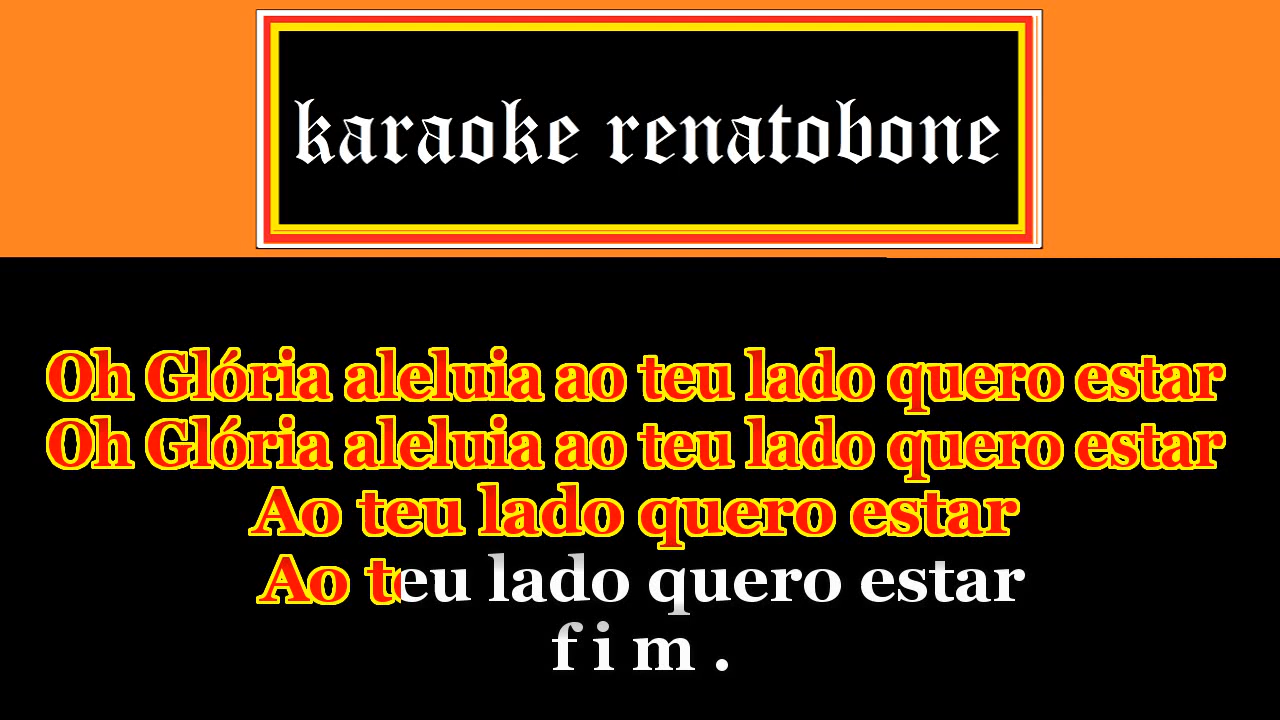 karaoke renatobone
Oh Glória aleluia ao teu lado quero estar
Oh Glória aleluia ao teu lado quero estar
Ao teu lado quero estar
Ao teu lado quero estar
f i m .